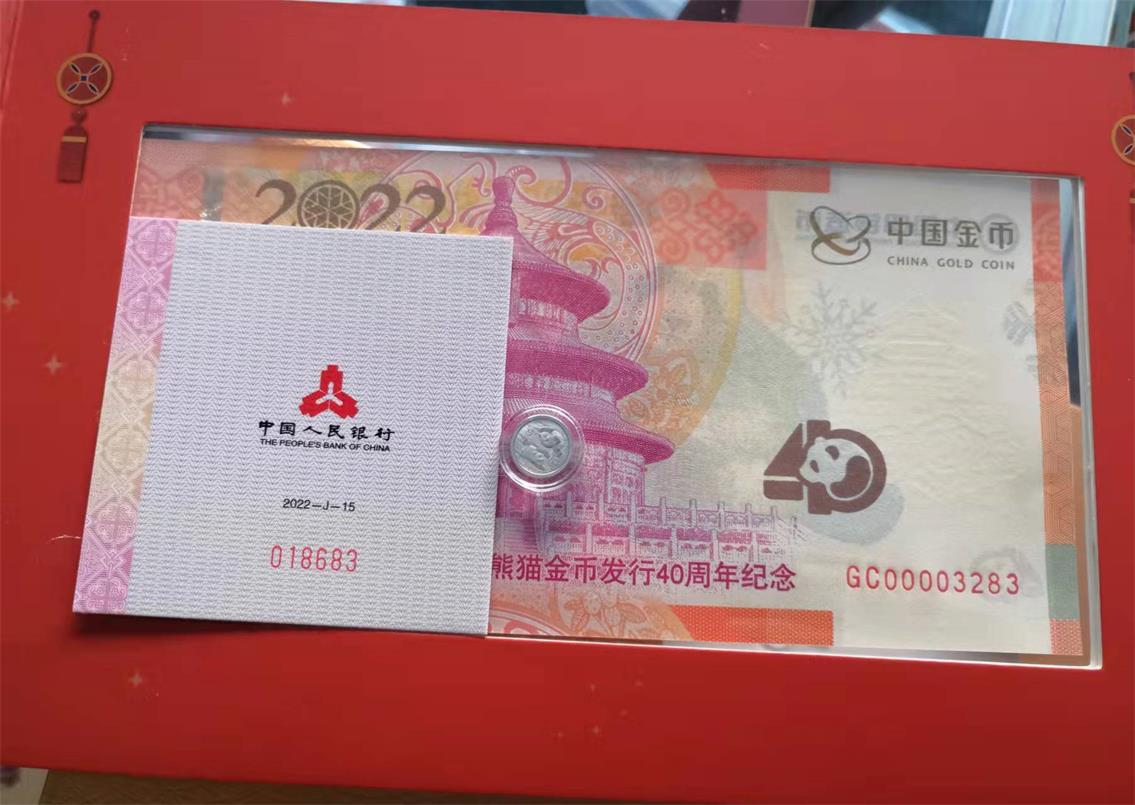 2022
中国金币
CHINA GOLD COIN
中国人民银行
THE PEOPLE'S BANK OF CHINA
2022-J-15
018683
40
熊猫金币发行40周年纪念
GC00003283